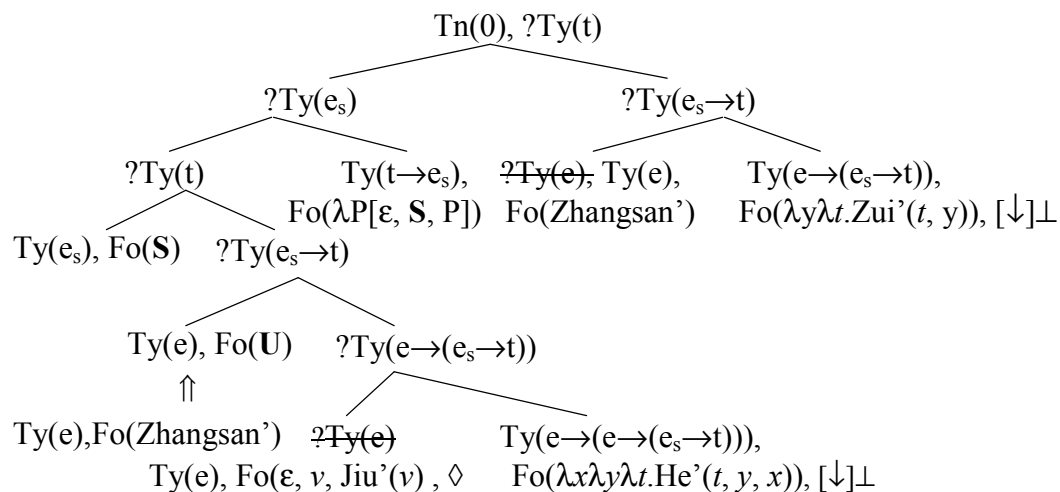 Tn(0), ?Ty(t)
?Ty(eₛ) ?Ty(eₛ→t)
?Ty(t) Ty(t→eₛ), ?Ty(e), Ty(e), Ty(e→(eₛ→t)),
Fo(λP[ε, S, P]) Fo(Zhangsan’) Fo(λyλt.Zui’(t, y)), [↓]⊥
Ty(eₛ), Fo(S) ?Ty(eₛ→t)
Ty(e), Fo(U) ?Ty(e→(eₛ→t))
⇑
Ty(e),Fo(Zhangsan’) ?Ty(e) Ty(e→(e→(eₛ→t))),
Ty(e), Fo(ε, v, Jiu’(v) , ◊ Fo(λxλyλt.He’(t, y, x)), [↓]⊥